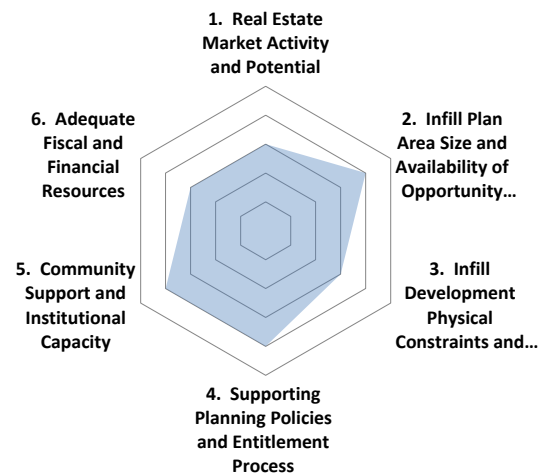 1. Real Estate
Market Activity
and Potential
2. Infill Plan
Area Size and
Availability of
Opportunity…
3. Infill
Development
Physical
Constraints and…
4. Supporting
Planning Policies
and Entitlement
Process
5. Community
Support and
Institutional
Capacity
6. Adequate
Fiscal and
Financial
Resources